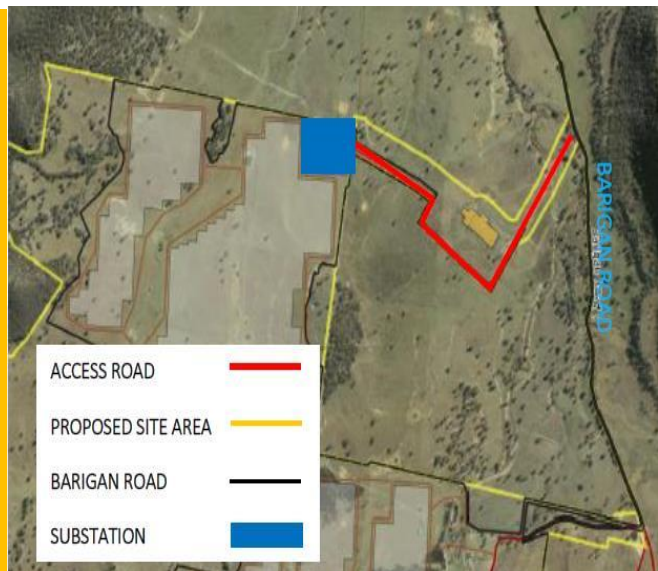 BARIGAN ROAD
ACCESS ROAD
PROPOSED SITE AREA
BARIGAN ROAD
SUBSTATION